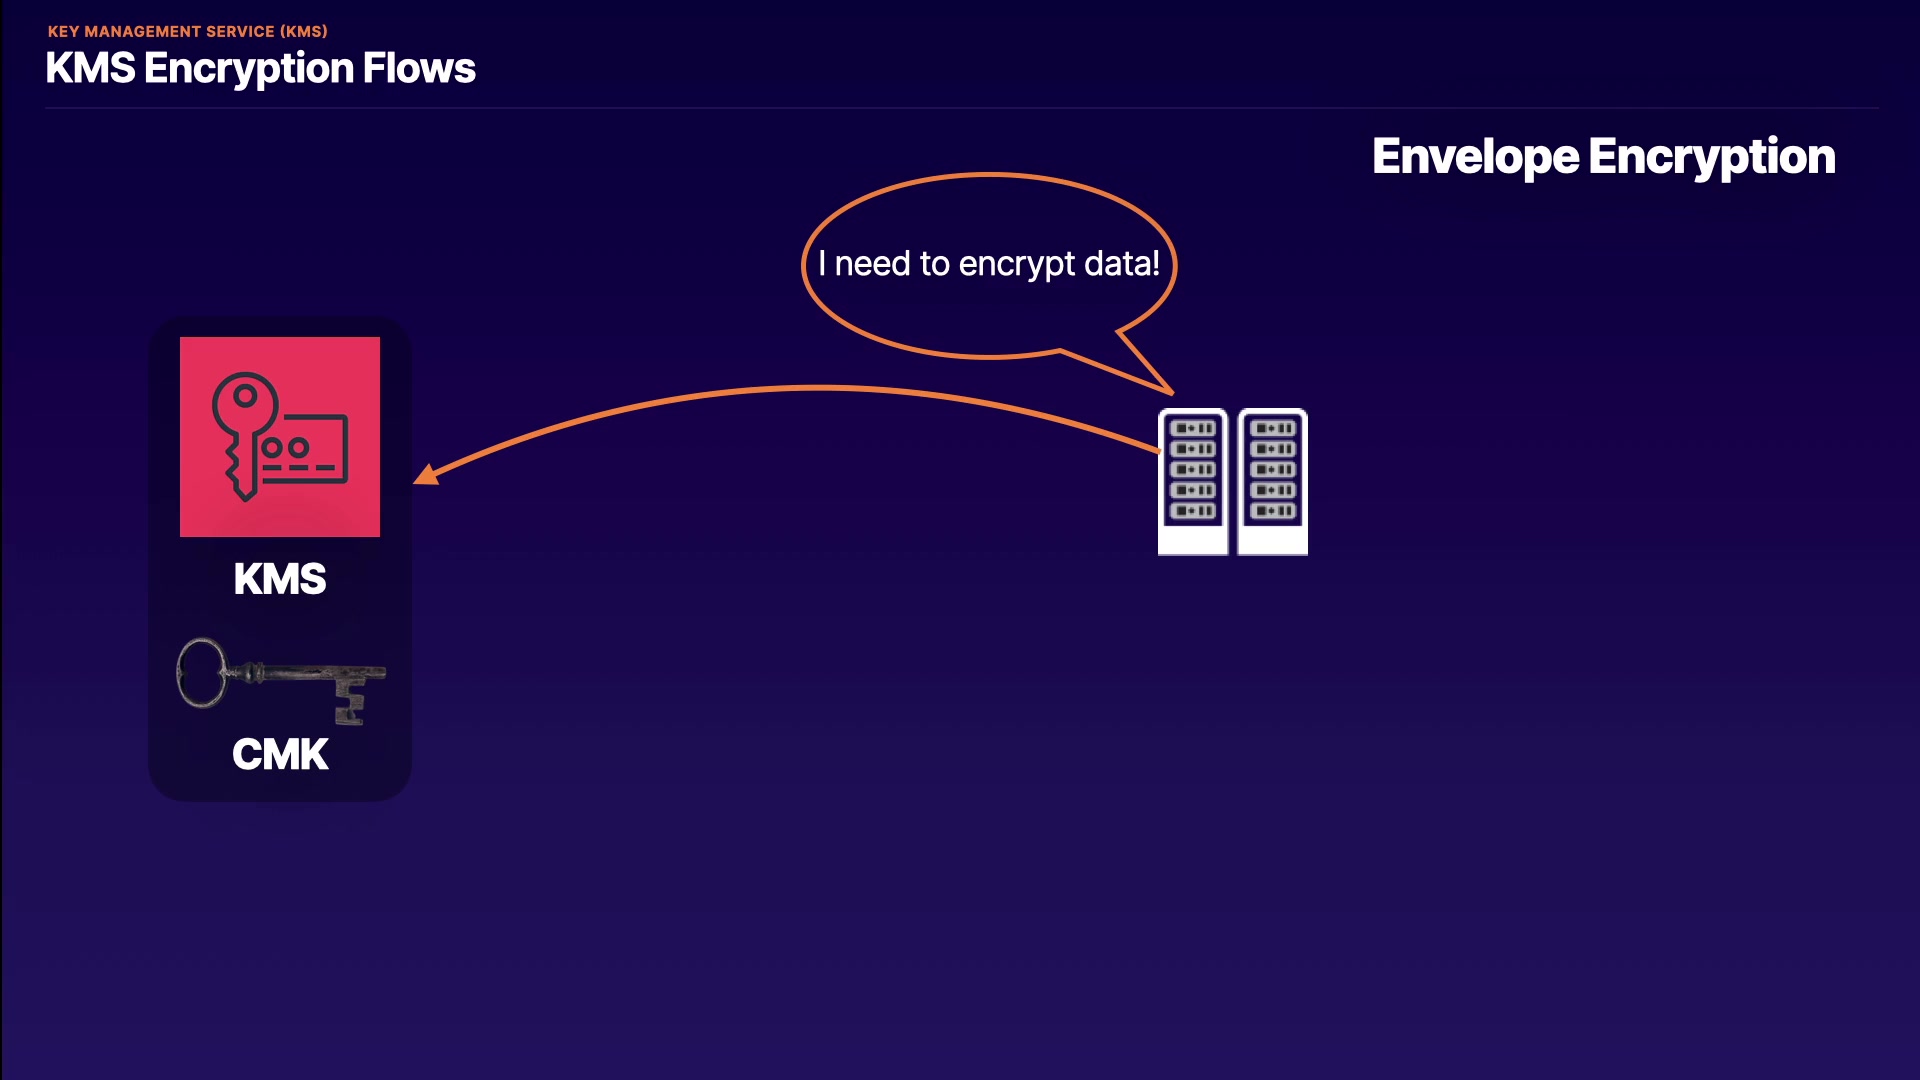 KEY MANAGEMENT SERVICE (KMS)
KMS Encryption Flows
Envelope Encryption
I need to encrypt data!
KMS
CMK